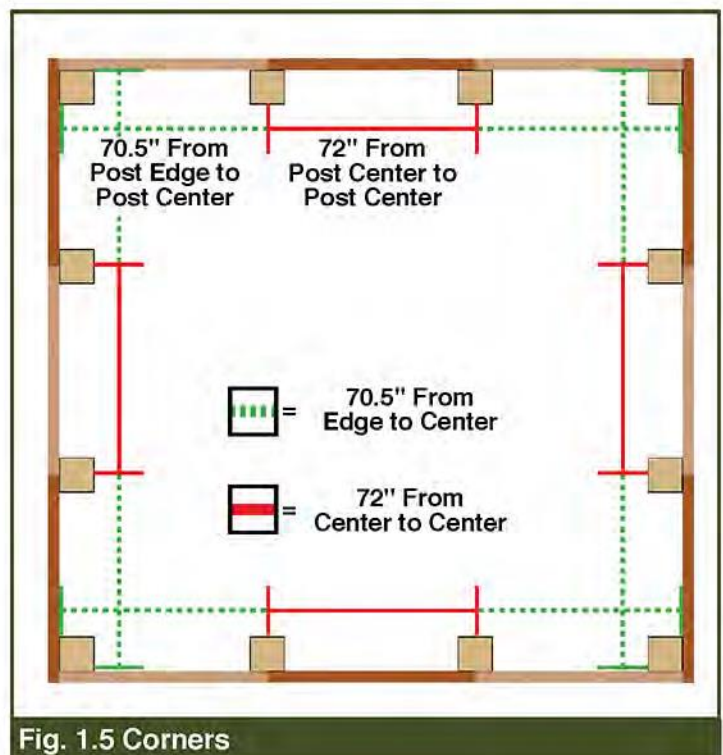 70.5" From
Post Edge to
Post Center
72" From
Post Center to
Post Center
= 70.5" From
Edge to Center
= 72" From
Center to Center
Fig. 1.5 Corners